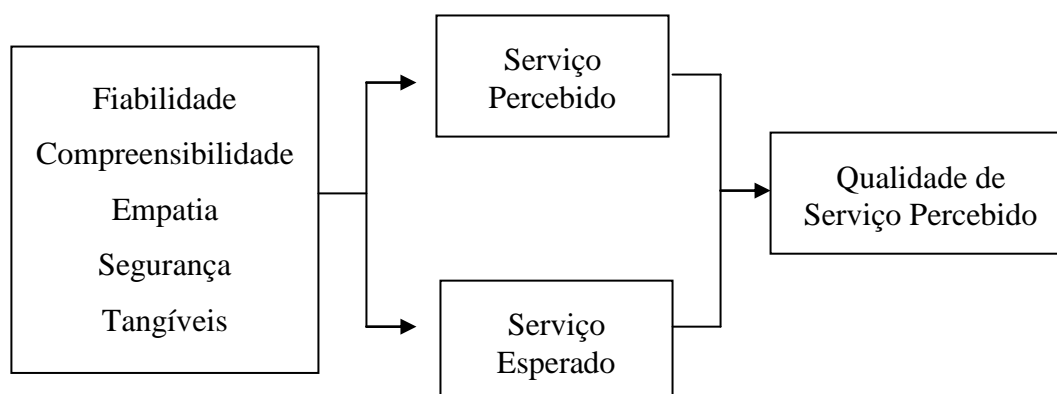 Fiabilidade
Compreensibilidade
Empatia
Segurança
Tangíveis
Serviço
Percebido
Serviço
Esperado
Qualidade de
Serviço Percebido